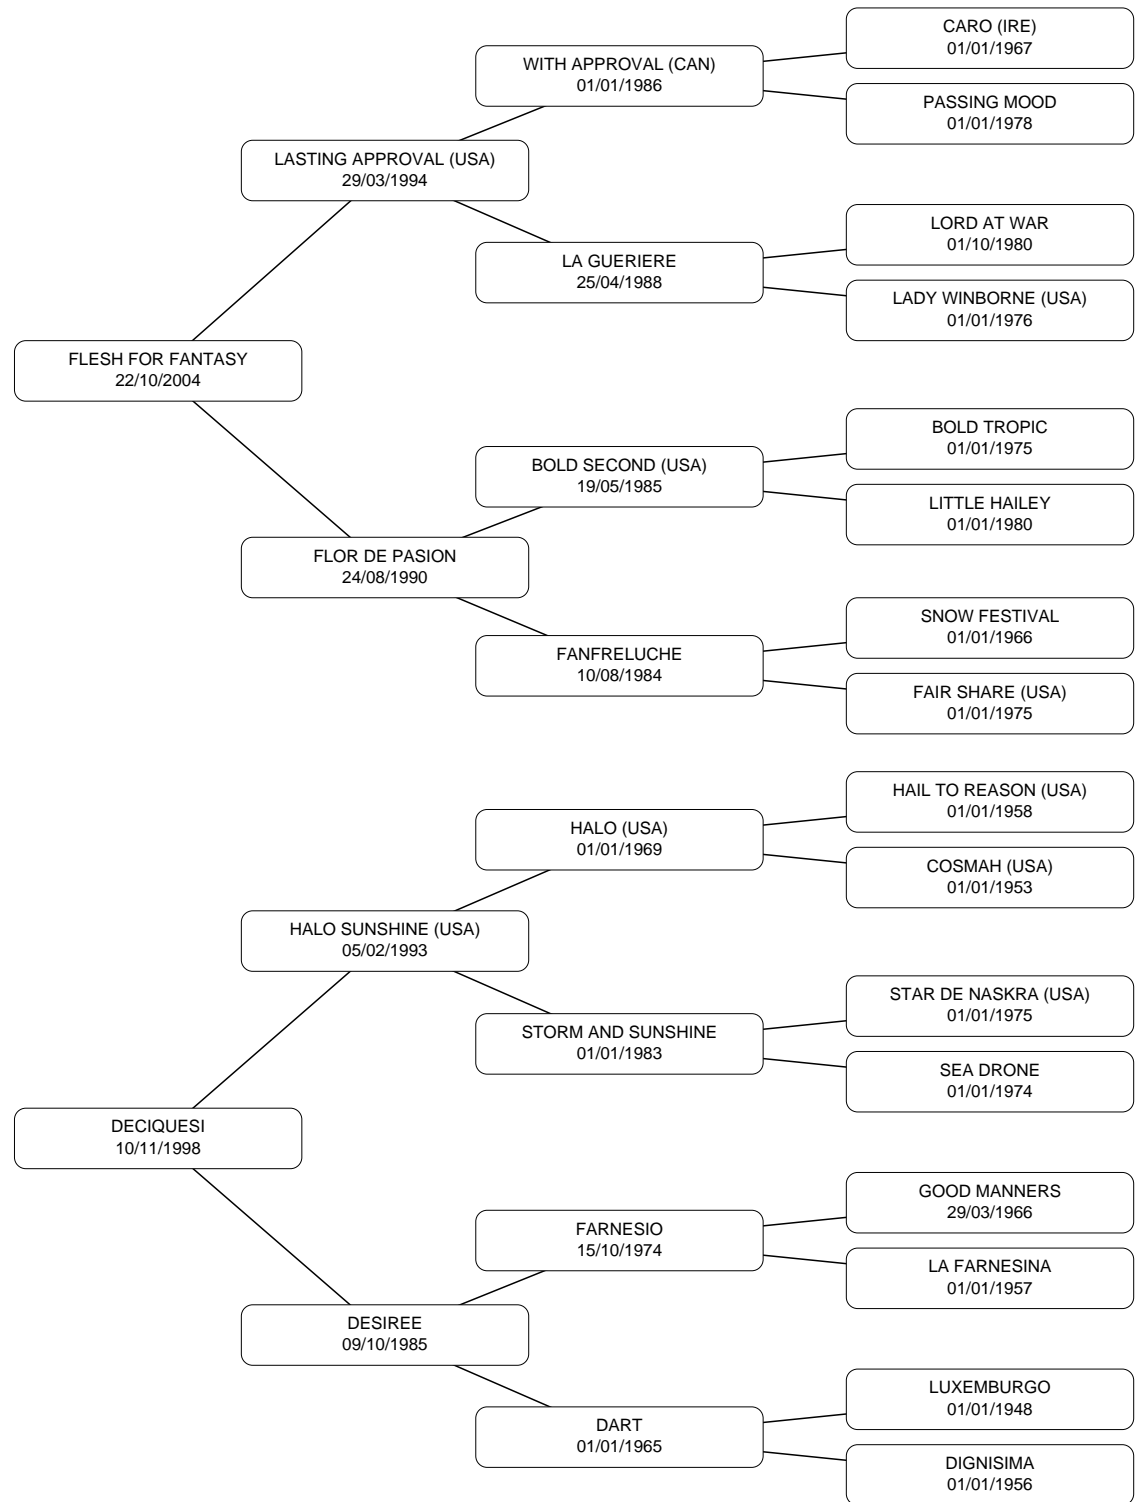 CARO (IRE)
01/01/1967
WITH APPROVAL (CAN)
01/01/1986
PASSING MOOD
01/01/1978
LASTING APPROVAL (USA)
29/03/1994
LORD AT WAR
01/10/1980
LA GUERIERE
25/04/1988
LADY WINBORNE (USA)
01/01/1976
FLESH FOR FANTASY
22/10/2004
BOLD TROPIC
01/01/1975
BOLD SECOND (USA)
19/05/1985
LITTLE HAILEY
01/01/1980
FLOR DE PASION
24/08/1990
SNOW FESTIVAL
01/01/1966
FANFRELUCHE
10/08/1984
FAIR SHARE (USA)
01/01/1975
HAIL TO REASON (USA)
01/01/1958
HALO (USA)
01/01/1969
COSMAH (USA)
01/01/1953
HALO SUNSHINE (USA)
05/02/1993
STAR DE NASKRA (USA)
01/01/1975
STORM AND SUNSHINE
01/01/1983
SEA DRONE
01/01/1974
DECIQUESI
10/11/1998
GOOD MANNERS
29/03/1966
FARNESIO
15/10/1974
LA FARNESINA
01/01/1957
DESIREE
09/10/1985
LUXEMBURGO
01/01/1948
DART
01/01/1965
DIGNISIMA
01/01/1956